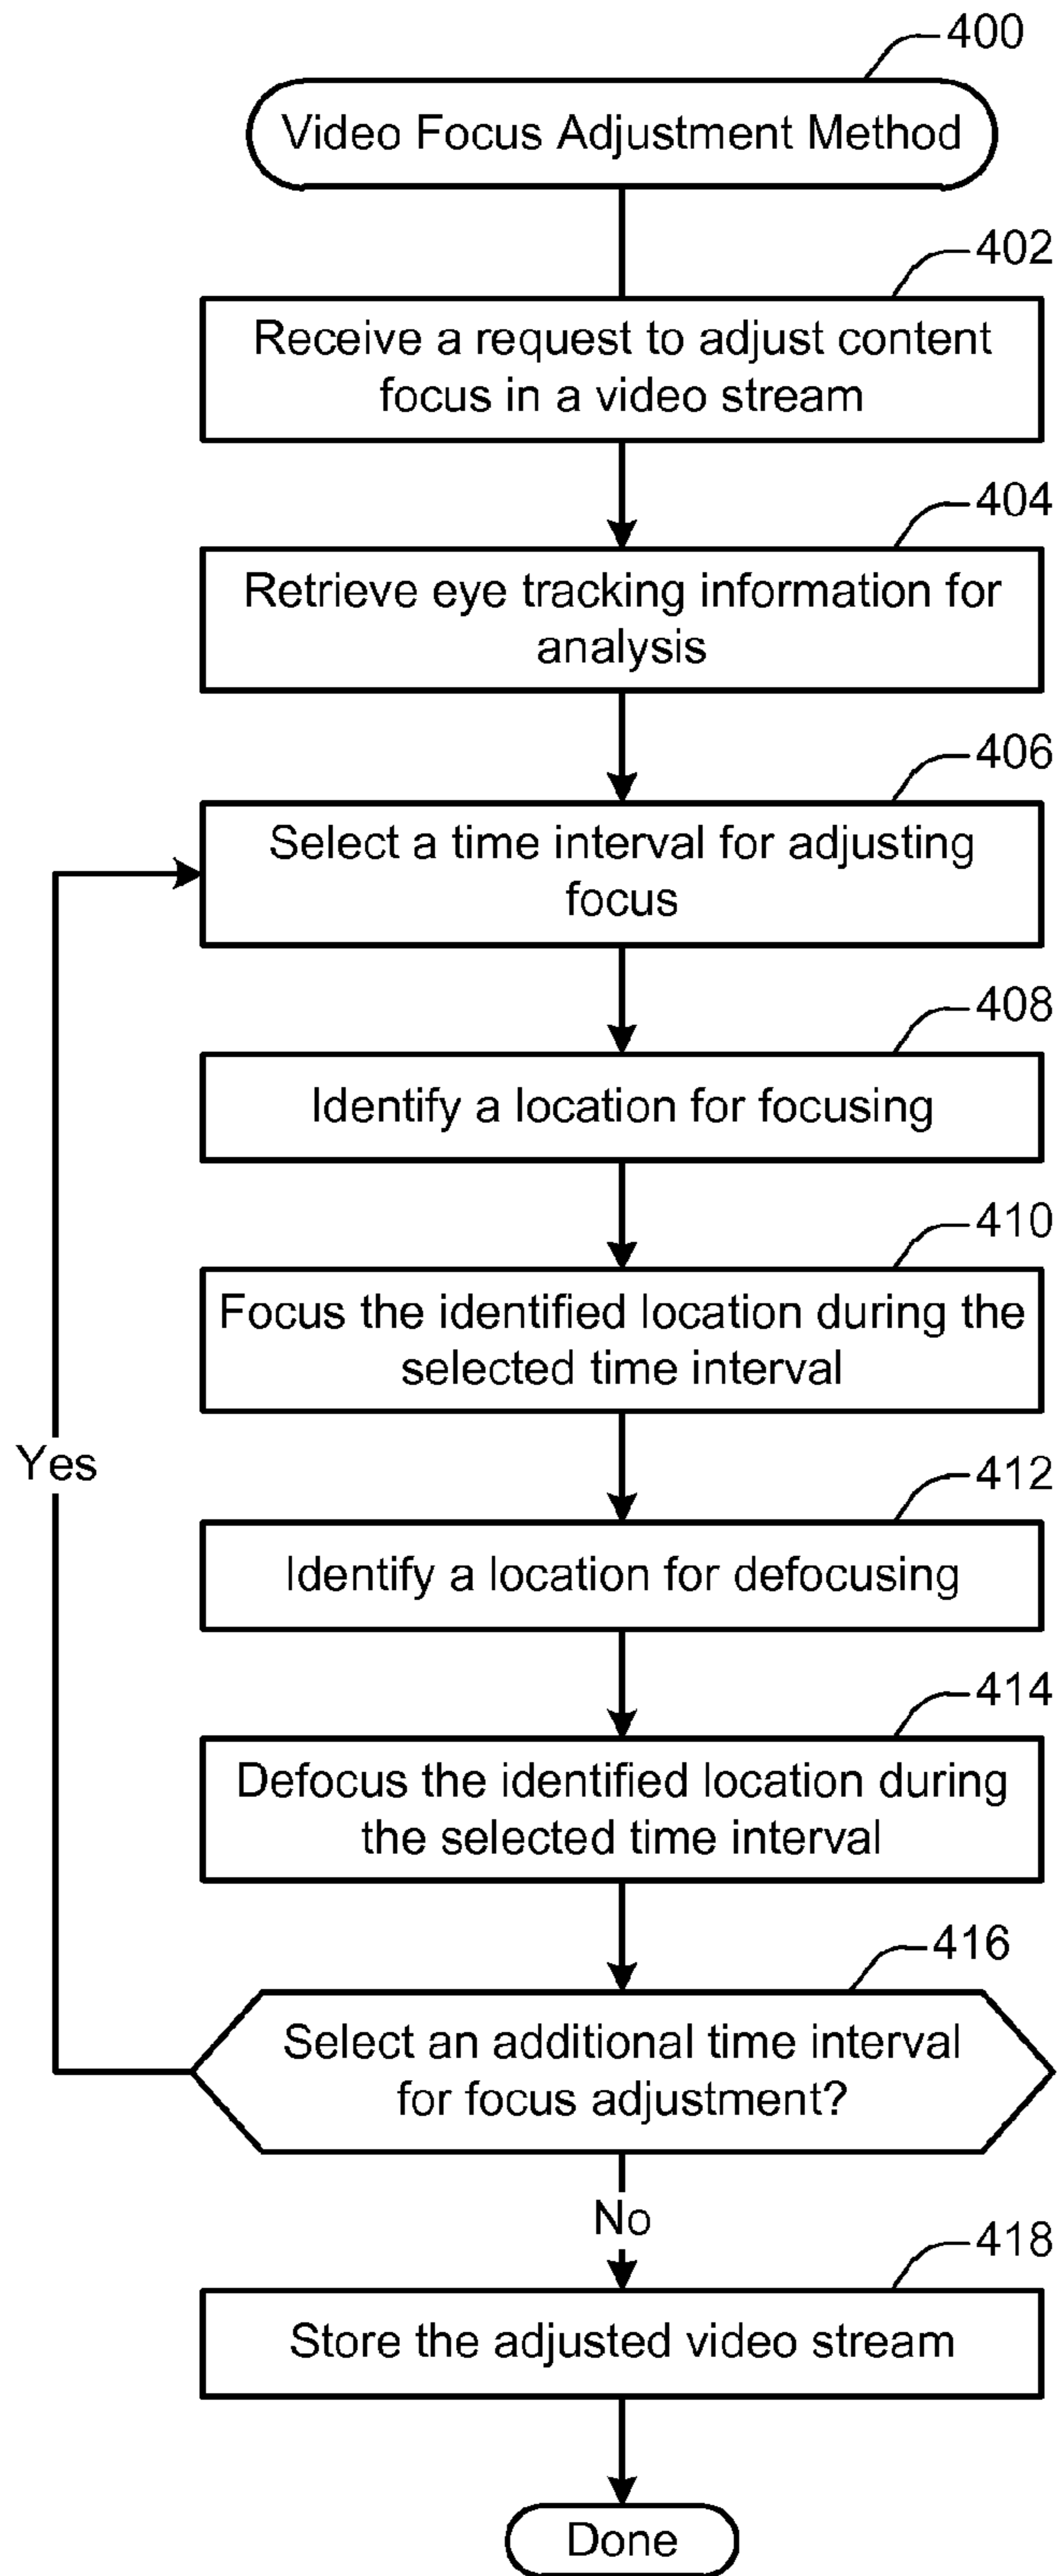 400
Video Focus Adjustment Method
402
Receive a request to adjust content
focus in a video stream
404
Retrieve eye tracking information for
analysis
406
Select a time interval for adjusting
focus
408
Identify a location for focusing
410
Focus the identified location during the
selected time interval
Yes
412
Identify a location for defocusing
414
Defocus the identified location during
the selected time interval
416
Select an additional time interval
for focus adjustment?
No
418
Store the adjusted video stream
Done